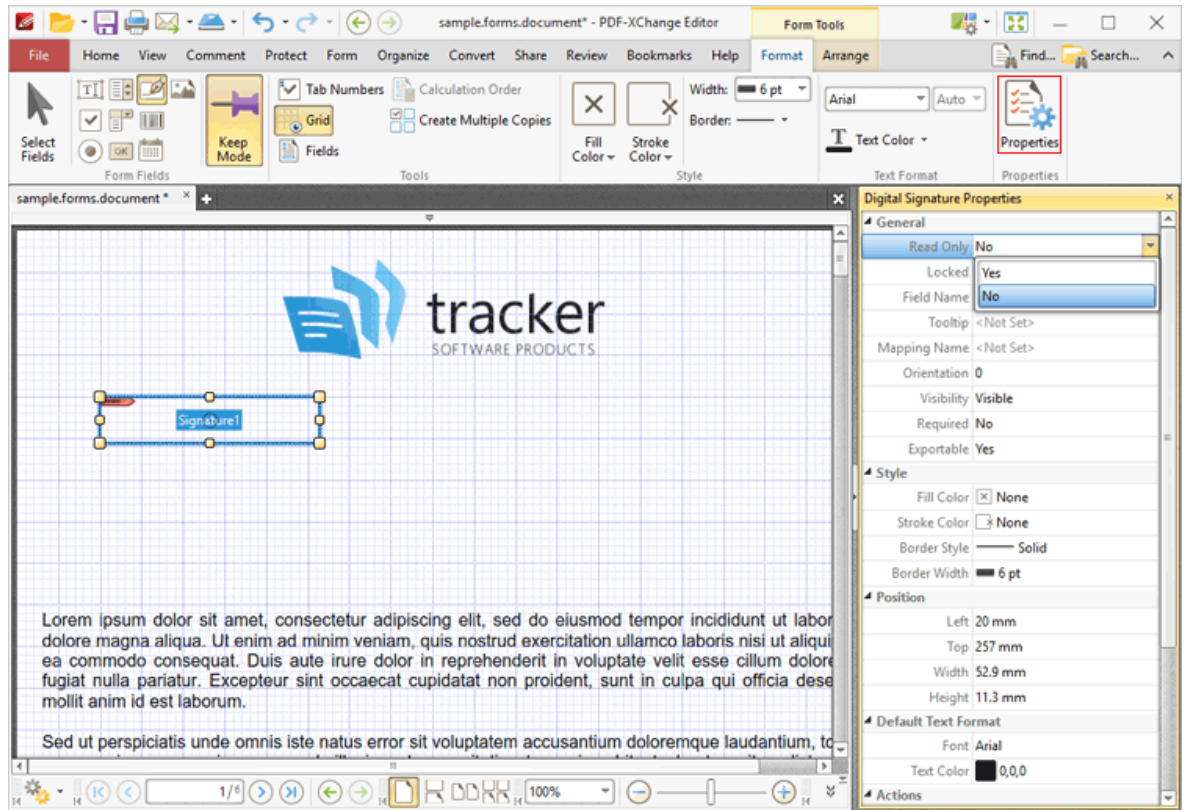 sample.forms.document* - PDF-XChange Editor
Form Tools
File Home View Comment Protect Form Organize Convert Share Review Bookmarks Help Format Arrange Find... Search...
Select Fields
OK
Keep Mode
Tab Numbers
Calculation Order
Grid
Create Multiple Copies
Fields
Fill Color
Stroke Color
Width: 6 pt
Border:
Arial Auto
Text Color
Properties
Form Fields Tools Style Text Format Properties
sample.forms.document *
tracker
SOFTWARE PRODUCTS
Signature1
Lorem ipsum dolor sit amet, consectetur adipiscing elit, sed do eiusmod tempor incididunt ut labor
dolore magna aliqua. Ut enim ad minim veniam, quis nostrud exercitation ullamco laboris nisi ut aliqui
ea commodo consequat. Duis aute irure dolor in reprehenderit in voluptate velit esse cillum dolore
fugiat nulla pariatur. Excepteur sint occaecat cupidatat non proident, sunt in culpa qui officia dese
mollit anim id est laborum.
Sed ut perspiciatis unde omnis iste natus error sit voluptatem accusantium doloremque laudantium, to
1/6
100%
Digital Signature Properties
General
Read Only No
Locked Yes
Field Name No
Tooltip <Not Set>
Mapping Name <Not Set>
Orientation 0
Visibility Visible
Required No
Exportable Yes
Style
Fill Color None
Stroke Color None
Border Style Solid
Border Width 6 pt
Position
Left 20 mm
Top 257 mm
Width 52.9 mm
Height 11.3 mm
Default Text Format
Font Arial
Text Color 0,0,0
Actions